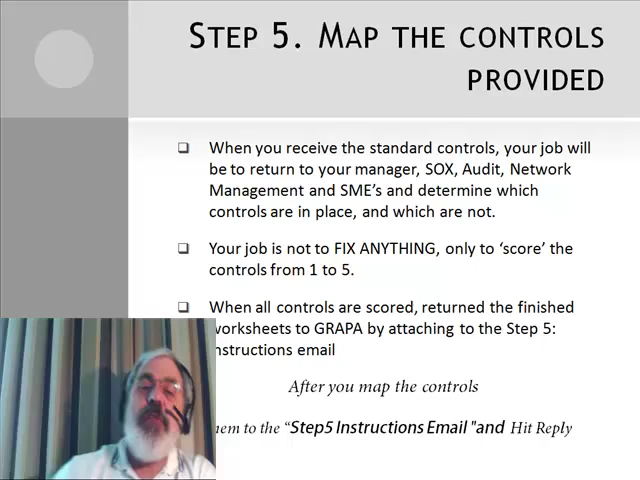 STEP 5. MAP THE CONTROLS
PROVIDED
When you receive the standard controls, your job will
be to return to your manager, SOX, Audit, Network
Management and SME's and determine which
controls are in place, and which are not.
Your job is not to FIX ANYTHING, only to 'score' the
controls from 1 to 5.
When all controls are scored, returned the finished
worksheets to GRAPA by attaching to the Step 5:
instructions email
After you map the controls
to the "Step5 Instructions Email "and Hit Reply